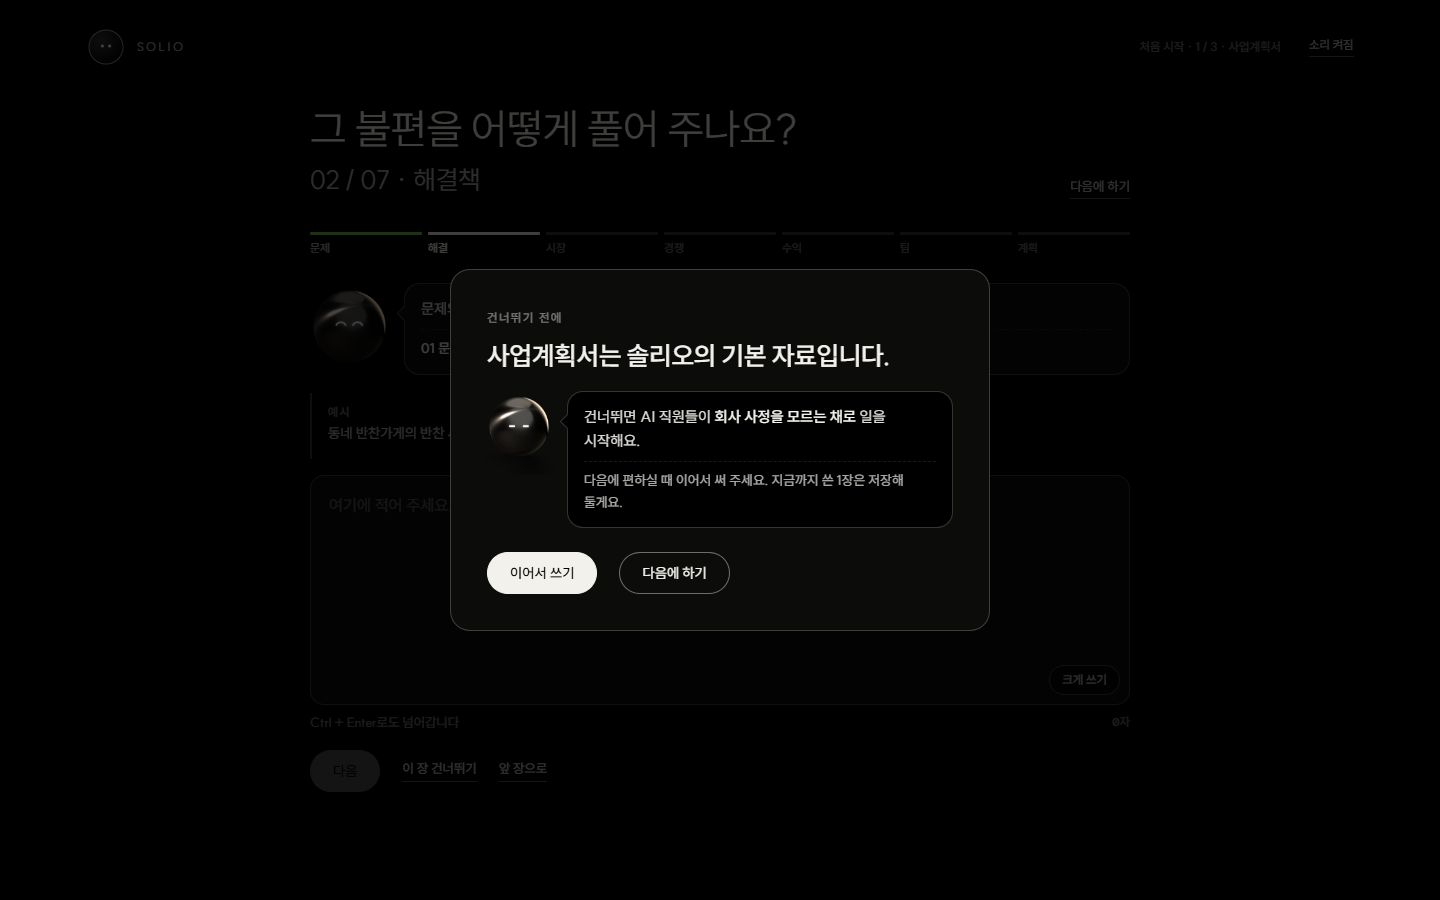 SOLIO
처음 시작 · 1 / 3 · 사업계획서
소리 켜짐
그 불편을 어떻게 풀어 주나요?
02 / 07 · 해결책
다음에 하기
문제
해결
시장
경쟁
수익
팀
계획
건너뛰기 전에
사업계획서는 솔리오의 기본 자료입니다.
건너뛰면 AI 직원들이 회사 사정을 모르는 채로 일을
시작해요.
다음에 편하실 때 이어서 써 주세요. 지금까지 쓴 1장은 저장해
둘게요.
이어서 쓰기
다음에 하기
01
예시
동네 반찬가게의 반찬
여기에 적어 주세요
크게 쓰기
Ctrl + Enter로도 넘어갑니다
0자
다음
이 장 건너뛰기
앞 장으로